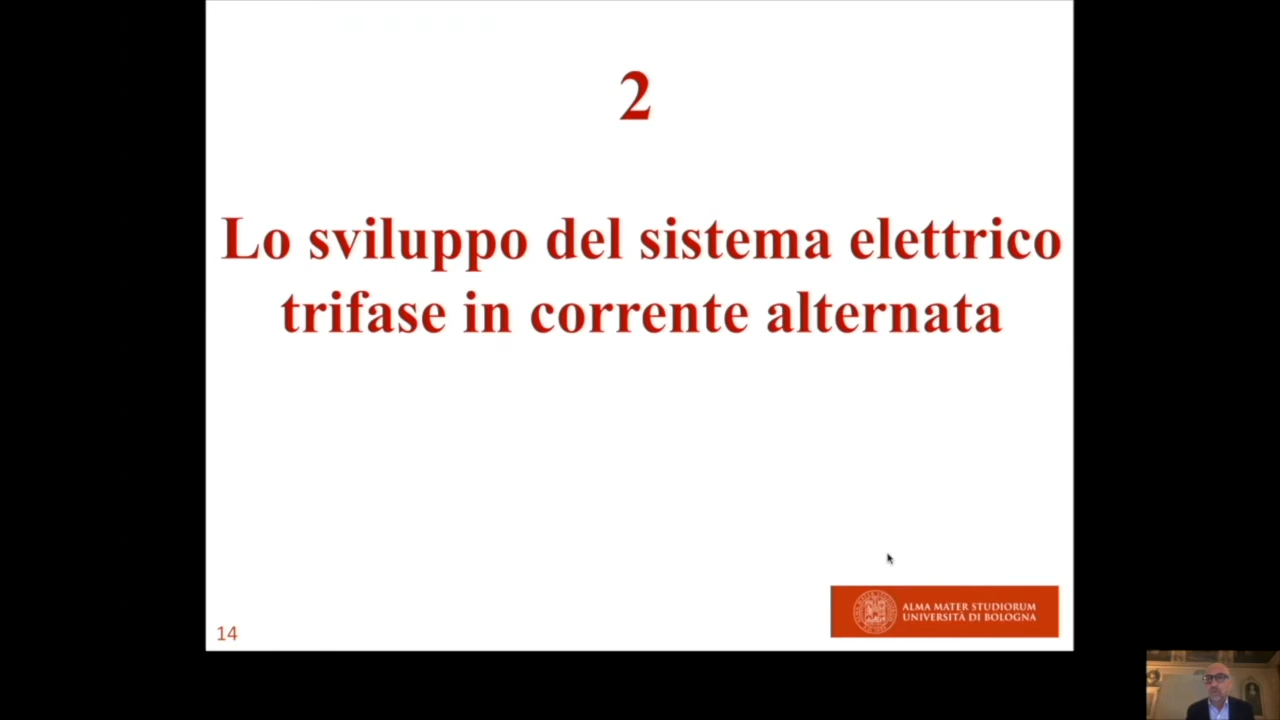 2
Lo sviluppo del sistema elettrico
trifase in corrente alternata
14
ALMA MATER STUDIORUM
UNIVERSITÀ DI BOLOGNA